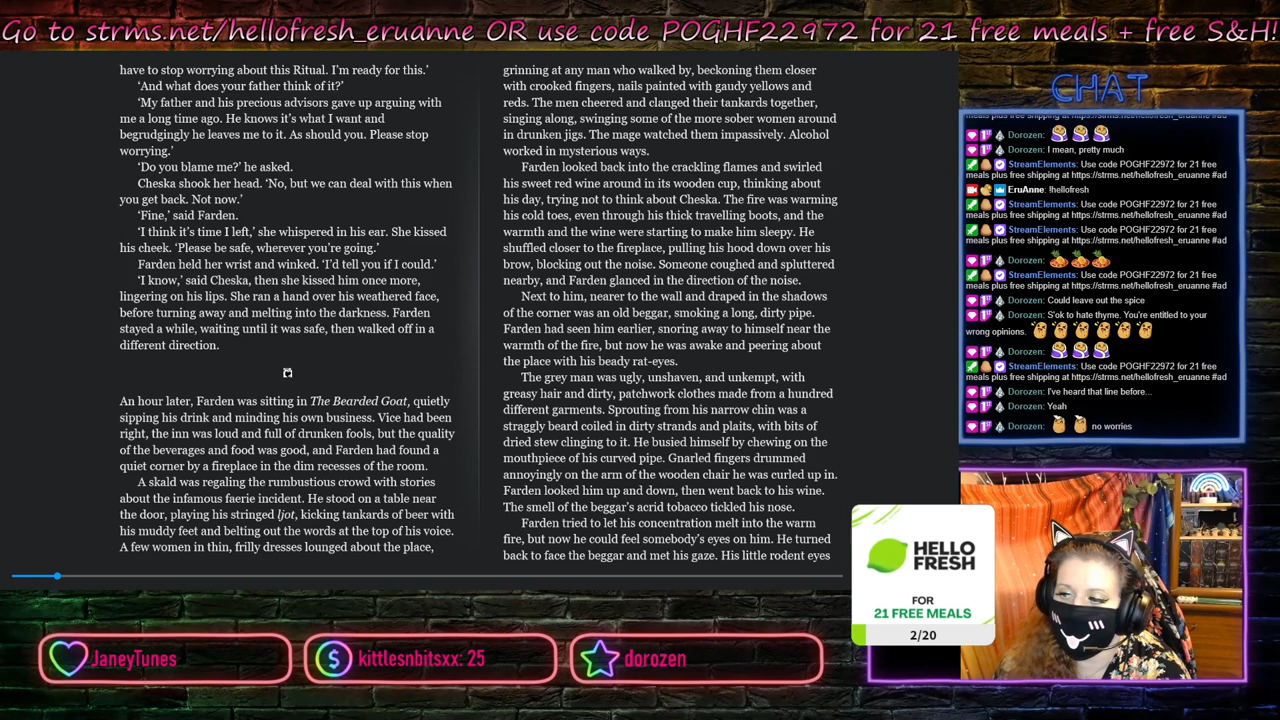 Go to strms.net/hellofresh_eruanne OR use code POGHF22972 for 21 free meals + free S&H!
have to stop worrying about this Ritual. I'm ready for this.'
'And what does your father think of it?'
'My father and his precious advisors gave up arguing with
me a long time ago. He knows it's what I want and
begrudgingly he leaves me to it. As should you. Please stop
worrying.'
'Do you blame me?' he asked.
Cheska shook her head. 'No, but we can deal with this when
you get back. Not now.'
'Fine,' said Farden.
'I think it's time I left,' she whispered in his ear. She kissed
his cheek. 'Please be safe, wherever you're going.'
Farden held her wrist and winked. 'I'd tell you if I could.'
'I know,' said Cheska, then she kissed him once more,
lingering on his lips. She ran a hand over his weathered face,
before turning away and melting into the darkness. Farden
stayed a while, waiting until it was safe, then walked off in a
different direction.
An hour later, Farden was sitting in The Bearded Goat, quietly
sipping his drink and minding his own business. Vice had been
right, the inn was loud and full of drunken fools, but the quality
of the beverages and food was good, and Farden had found a
quiet corner by a fireplace in the dim recesses of the room.
A skald was regaling the rumbustious crowd with stories
about the infamous faerie incident. He stood on a table near
the door, playing his stringed ljot, kicking tankards of beer with
his muddy feet and belting out the words at the top of his voice.
A few women in thin, frilly dresses lounged about the place,
grinning at any man who walked by, beckoning them closer
with crooked fingers, nails painted with gaudy yellows and
reds. The men cheered and clanged their tankards together,
singing along, swinging some of the more sober women around
in drunken jigs. The mage watched them impassively. Alcohol
worked in mysterious ways.
Farden looked back into the crackling flames and swirled
his sweet red wine around in its wooden cup, thinking about
his day, trying not to think about Cheska. The fire was warming
his cold toes, even through his thick travelling boots, and the
warmth and the wine were starting to make him sleepy. He
shuffled closer to the fireplace, pulling his hood down over his
brow, blocking out the noise. Someone coughed and spluttered
nearby, and Farden glanced in the direction of the noise.
Next to him, nearer to the wall and draped in the shadows
of the corner was an old beggar, smoking a long, dirty pipe.
Farden had seen him earlier, snoring away to himself near the
warmth of the fire, but now he was awake and peering about
the place with his beady rat-eyes.
The grey man was ugly, unshaven, and unkempt, with
greasy hair and dirty, patchwork clothes made from a hundred
different garments. Sprouting from his narrow chin was a
straggly beard coiled in dirty strands and plaits, with bits of
dried stew clinging to it. He busied himself by chewing on the
mouthpiece of his curved pipe. Gnarled fingers drummed
annoyingly on the arm of the wooden chair he was curled up in.
Farden looked him up and down, then went back to his wine.
The smell of the beggar's acrid tobacco tickled his nose.
Farden tried to let his concentration melt into the warm
fire, but now he could feel somebody's eyes on him. He turned
back to face the beggar and met his gaze. His little rodent eyes
CHAT
meals plus free shipping at https://strms.net/hellofresh_eruanne #ad
Dorozen:
Dorozen: I mean, pretty much
StreamElements: Use code POGHF22972 for 21 free
meals plus free shipping at https://strms.net/hellofresh_eruanne #ad
EruAnne: !hellofresh
StreamElements: Use code POGHF22972 for 21 free
meals plus free shipping at https://strms.net/hellofresh_eruanne #ad
StreamElements: Use code POGHF22972 for 21 free
meals plus free shipping at https://strms.net/hellofresh_eruanne #ad
Dorozen:
StreamElements: Use code POGHF22972 for 21 free
meals plus free shipping at https://strms.net/hellofresh_eruanne #ad
Dorozen: Could leave out the spice
Dorozen: S'ok to hate thyme. You're entitled to your
wrong opinions.
Dorozen:
StreamElements: Use code POGHF22972 for 21 free
meals plus free shipping at https://strms.net/hellofresh_eruanne #ad
Dorozen: I've heard that line before...
Dorozen: Yeah
Dorozen: no worries
HELLO
FRESH
FOR
21 FREE MEALS
2/20
JaneyTunes
kittlesnbitsxx: 25
dorozen